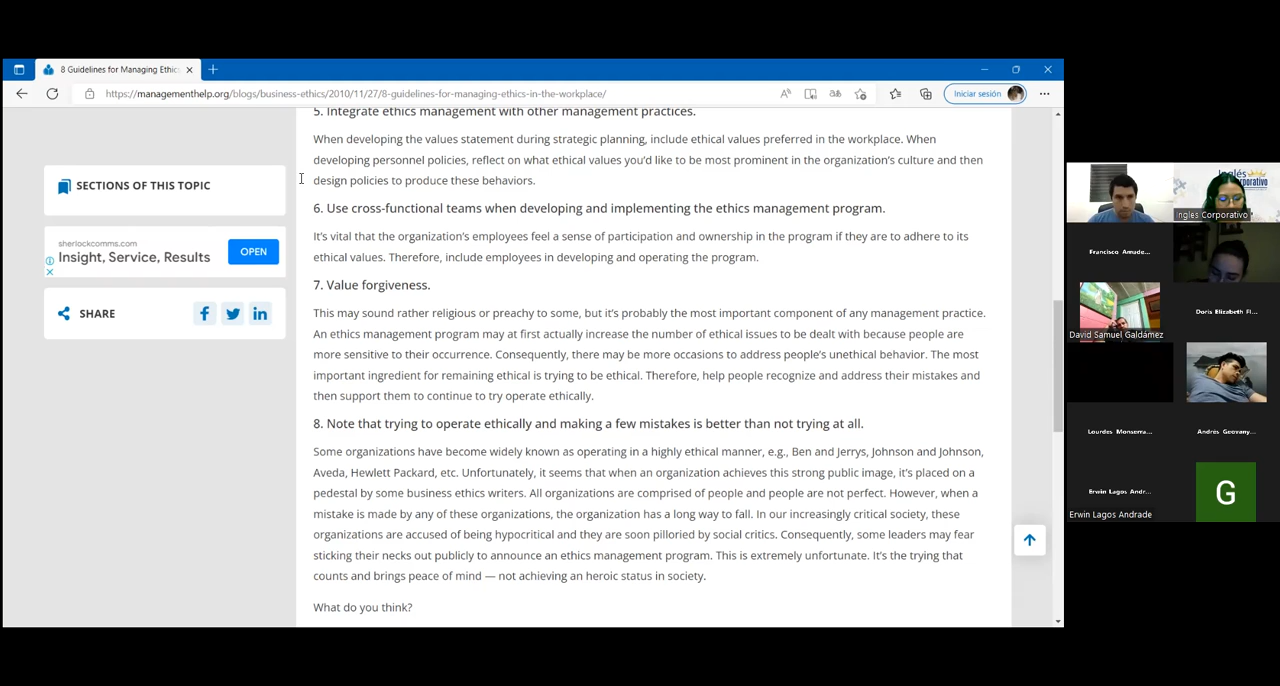 8 Guidelines for Managing Ethics
https://managementhelp.org/blogs/business-ethics/2010/11/27/8-guidelines-for-managing-ethics-in-the-workplace/
Iniciar sesión
5. Integrate ethics management with other management practices.
When developing the values statement during strategic planning, include ethical values preferred in the workplace. When
developing personnel policies, reflect on what ethical values you'd like to be most prominent in the organization's culture and then
design policies to produce these behaviors.
6. Use cross-functional teams when developing and implementing the ethics management program.
It's vital that the organization's employees feel a sense of participation and ownership in the program if they are to adhere to its
ethical values. Therefore, include employees in developing and operating the program.
7. Value forgiveness.
This may sound rather religious or preachy to some, but it's probably the most important component of any management practice.
An ethics management program may at first actually increase the number of ethical issues to be dealt with because people are
more sensitive to their occurrence. Consequently, there may be more occasions to address people's unethical behavior. The most
important ingredient for remaining ethical is trying to be ethical. Therefore, help people recognize and address their mistakes and
then support them to continue to try operate ethically.
8. Note that trying to operate ethically and making a few mistakes is better than not trying at all.
Some organizations have become widely known as operating in a highly ethical manner, e.g., Ben and Jerrys, Johnson and Johnson,
Aveda, Hewlett Packard, etc. Unfortunately, it seems that when an organization achieves this strong public image, it's placed on a
pedestal by some business ethics writers. All organizations are comprised of people and people are not perfect. However, when a
mistake is made by any of these organizations, the organization has a long way to fall. In our increasingly critical society, these
organizations are accused of being hypocritical and they are soon pilloried by social critics. Consequently, some leaders may fear
sticking their necks out publicly to announce an ethics management program. This is extremely unfortunate. It's the trying that
counts and brings peace of mind — not achieving an heroic status in society.
What do you think?
SECTIONS OF THIS TOPIC
sherlockcomms.com
Insight, Service, Results
OPEN
SHARE
Inglés
Corporativo
Ingles Corporativo
Francisco Amade...
David Samuel Galdámez
Doris Elizabeth Fl...
Lourdes Monserra...
Andrés Geovany...
Erwin Lagos Andr...
Erwin Lagos Andrade
G